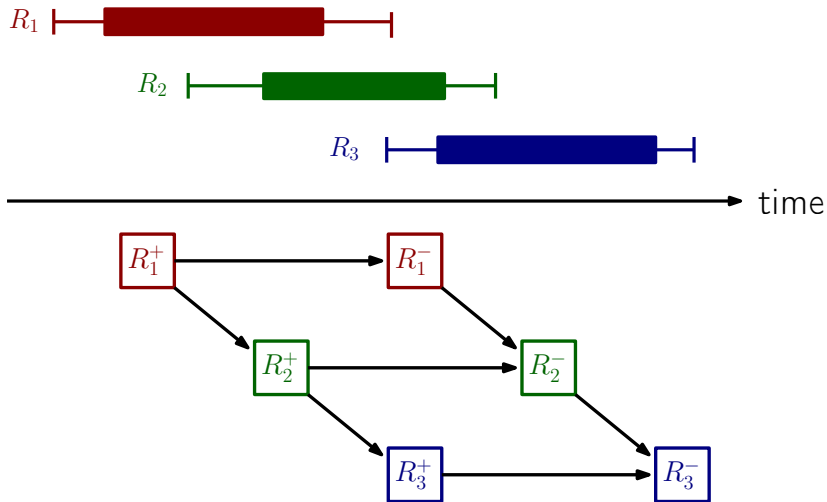 R₁
R₂
R₃
time
R₁⁺ R₁⁻
R₂⁺ R₂⁻
R₃⁺ R₃⁻